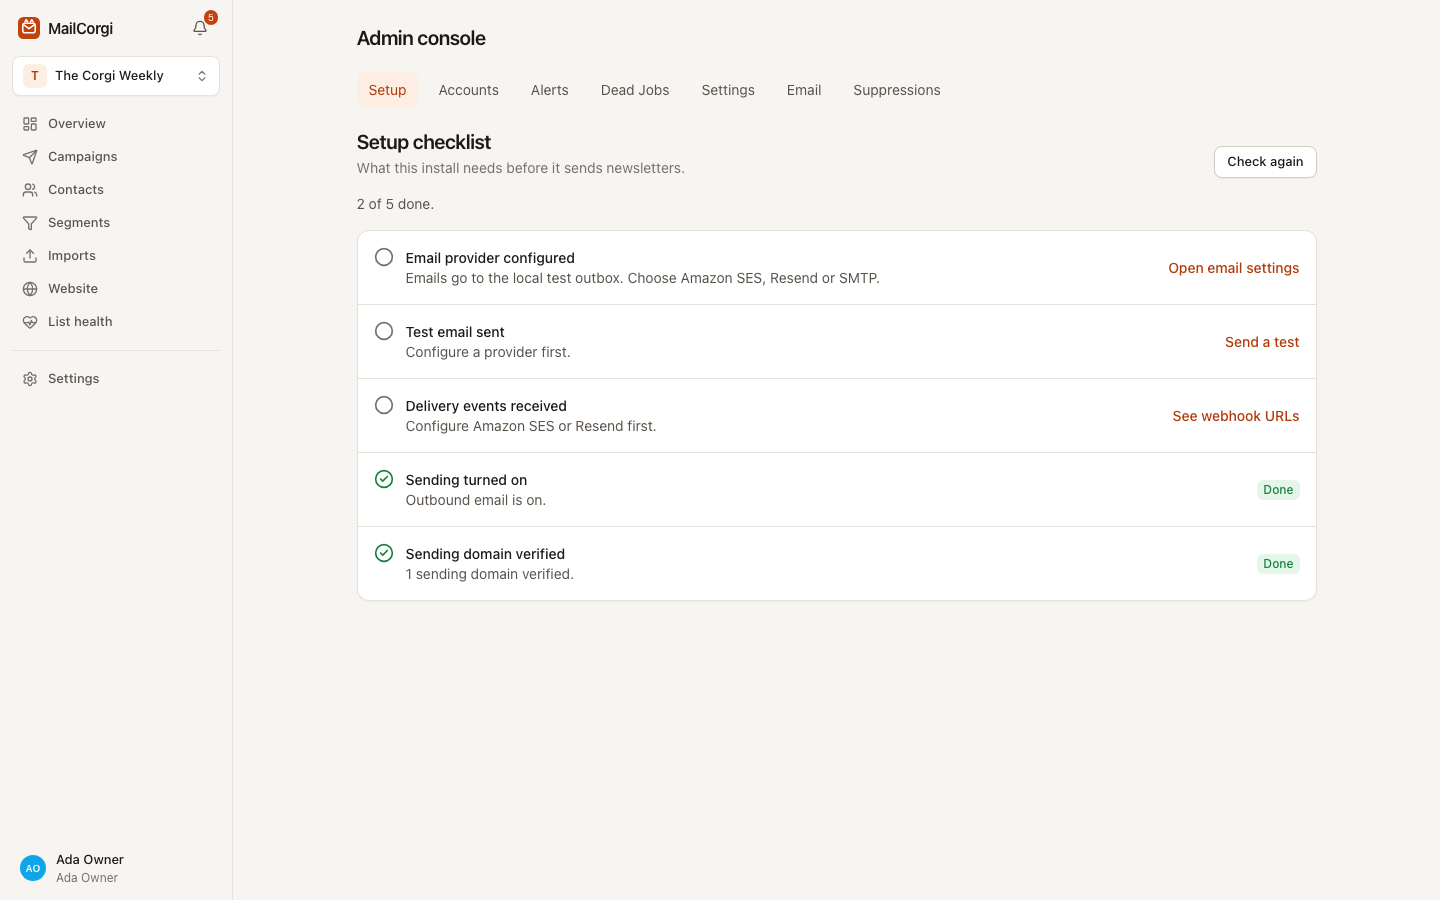 MailCorgi
5
T The Corgi Weekly
Overview
Campaigns
Contacts
Segments
Imports
Website
List health
Settings
AO
Ada Owner
Ada Owner
Admin console
Setup Accounts Alerts Dead Jobs Settings Email Suppressions
Setup checklist
What this install needs before it sends newsletters.
Check again
2 of 5 done.
Email provider configured
Emails go to the local test outbox. Choose Amazon SES, Resend or SMTP.
Open email settings
Test email sent
Configure a provider first.
Send a test
Delivery events received
Configure Amazon SES or Resend first.
See webhook URLs
Sending turned on
Outbound email is on.
Done
Sending domain verified
1 sending domain verified.
Done